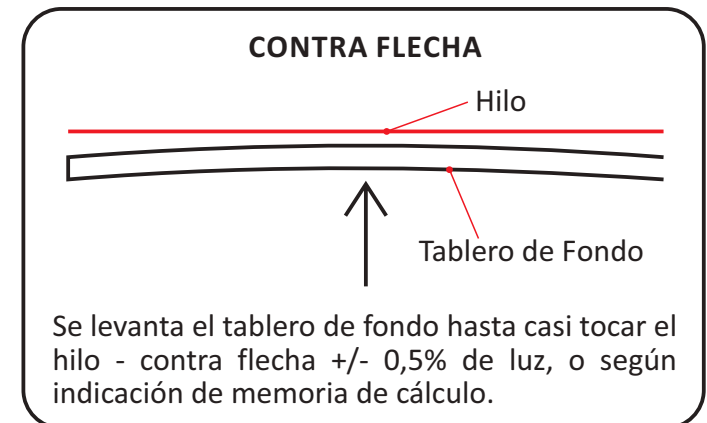 CONTRA FLECHA
Hilo
Tablero de Fondo
Se levanta el tablero de fondo hasta casi tocar el
hilo - contra flecha +/- 0,5% de luz, o según
indicación de memoria de cálculo.